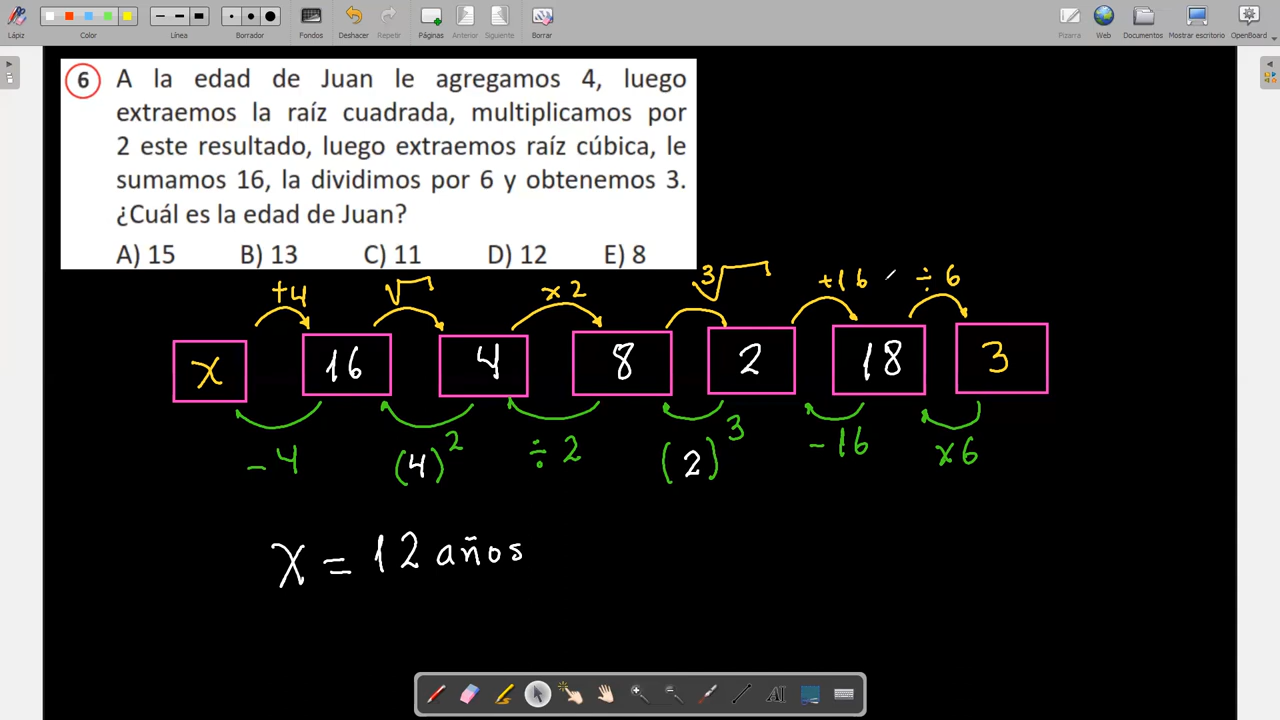 Lápiz Color Línea Borrador Fondos Deshacer Repetir Páginas Anterior Siguiente Borrar Pizarra Web Documentos Mostrar escritorio OpenBoard
6 A la edad de Juan le agregamos 4, luego
extraemos la raíz cuadrada, multiplicamos por
2 este resultado, luego extraemos raíz cúbica, le
sumamos 16, la dividimos por 6 y obtenemos 3.
¿Cuál es la edad de Juan?
A) 15 B) 13 C) 11 D) 12 E) 8
+4 √ x2 ³√ +16 ÷6
x 16 4 8 2 18 3
-4 (4)² ÷2 (2)³ -16 x6
x = 12 años
AI